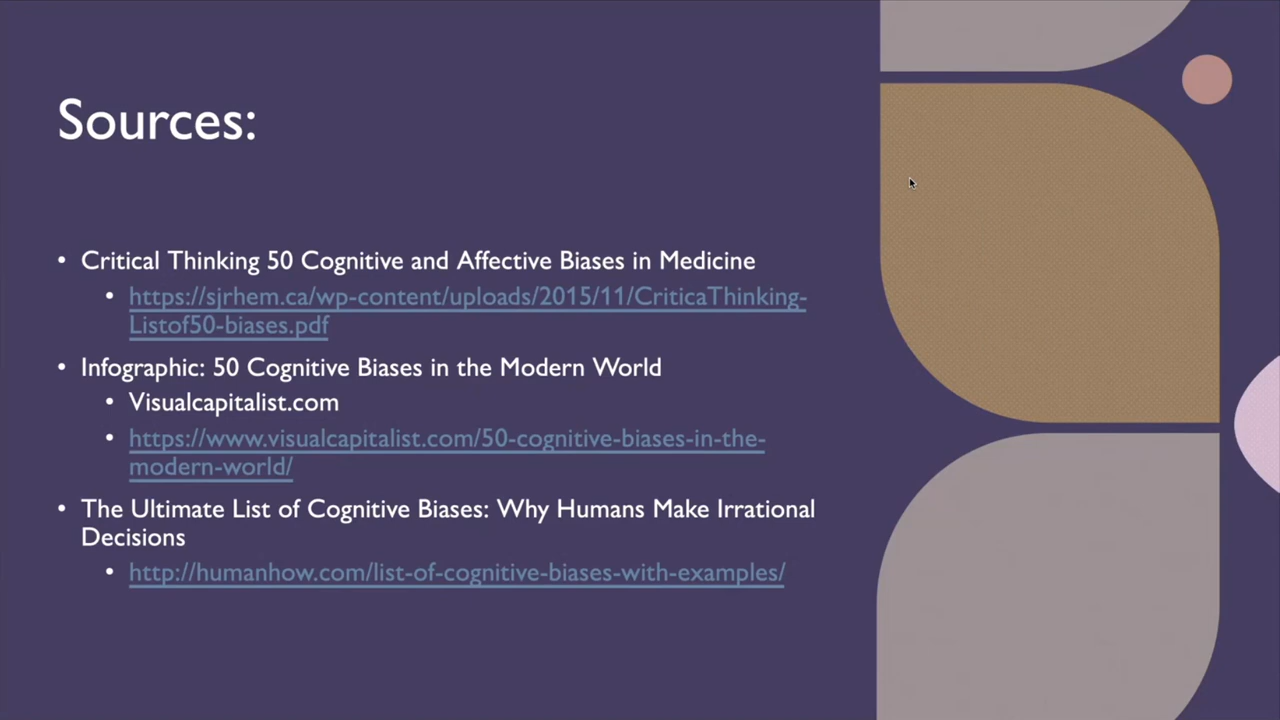 Sources:
• Critical Thinking 50 Cognitive and Affective Biases in Medicine
• https://sjrhem.ca/wp-content/uploads/2015/11/CriticaThinking-
Listof50-biases.pdf
• Infographic: 50 Cognitive Biases in the Modern World
• Visualcapitalist.com
• https://www.visualcapitalist.com/50-cognitive-biases-in-the-
modern-world/
• The Ultimate List of Cognitive Biases: Why Humans Make Irrational
Decisions
• http://humanhow.com/list-of-cognitive-biases-with-examples/